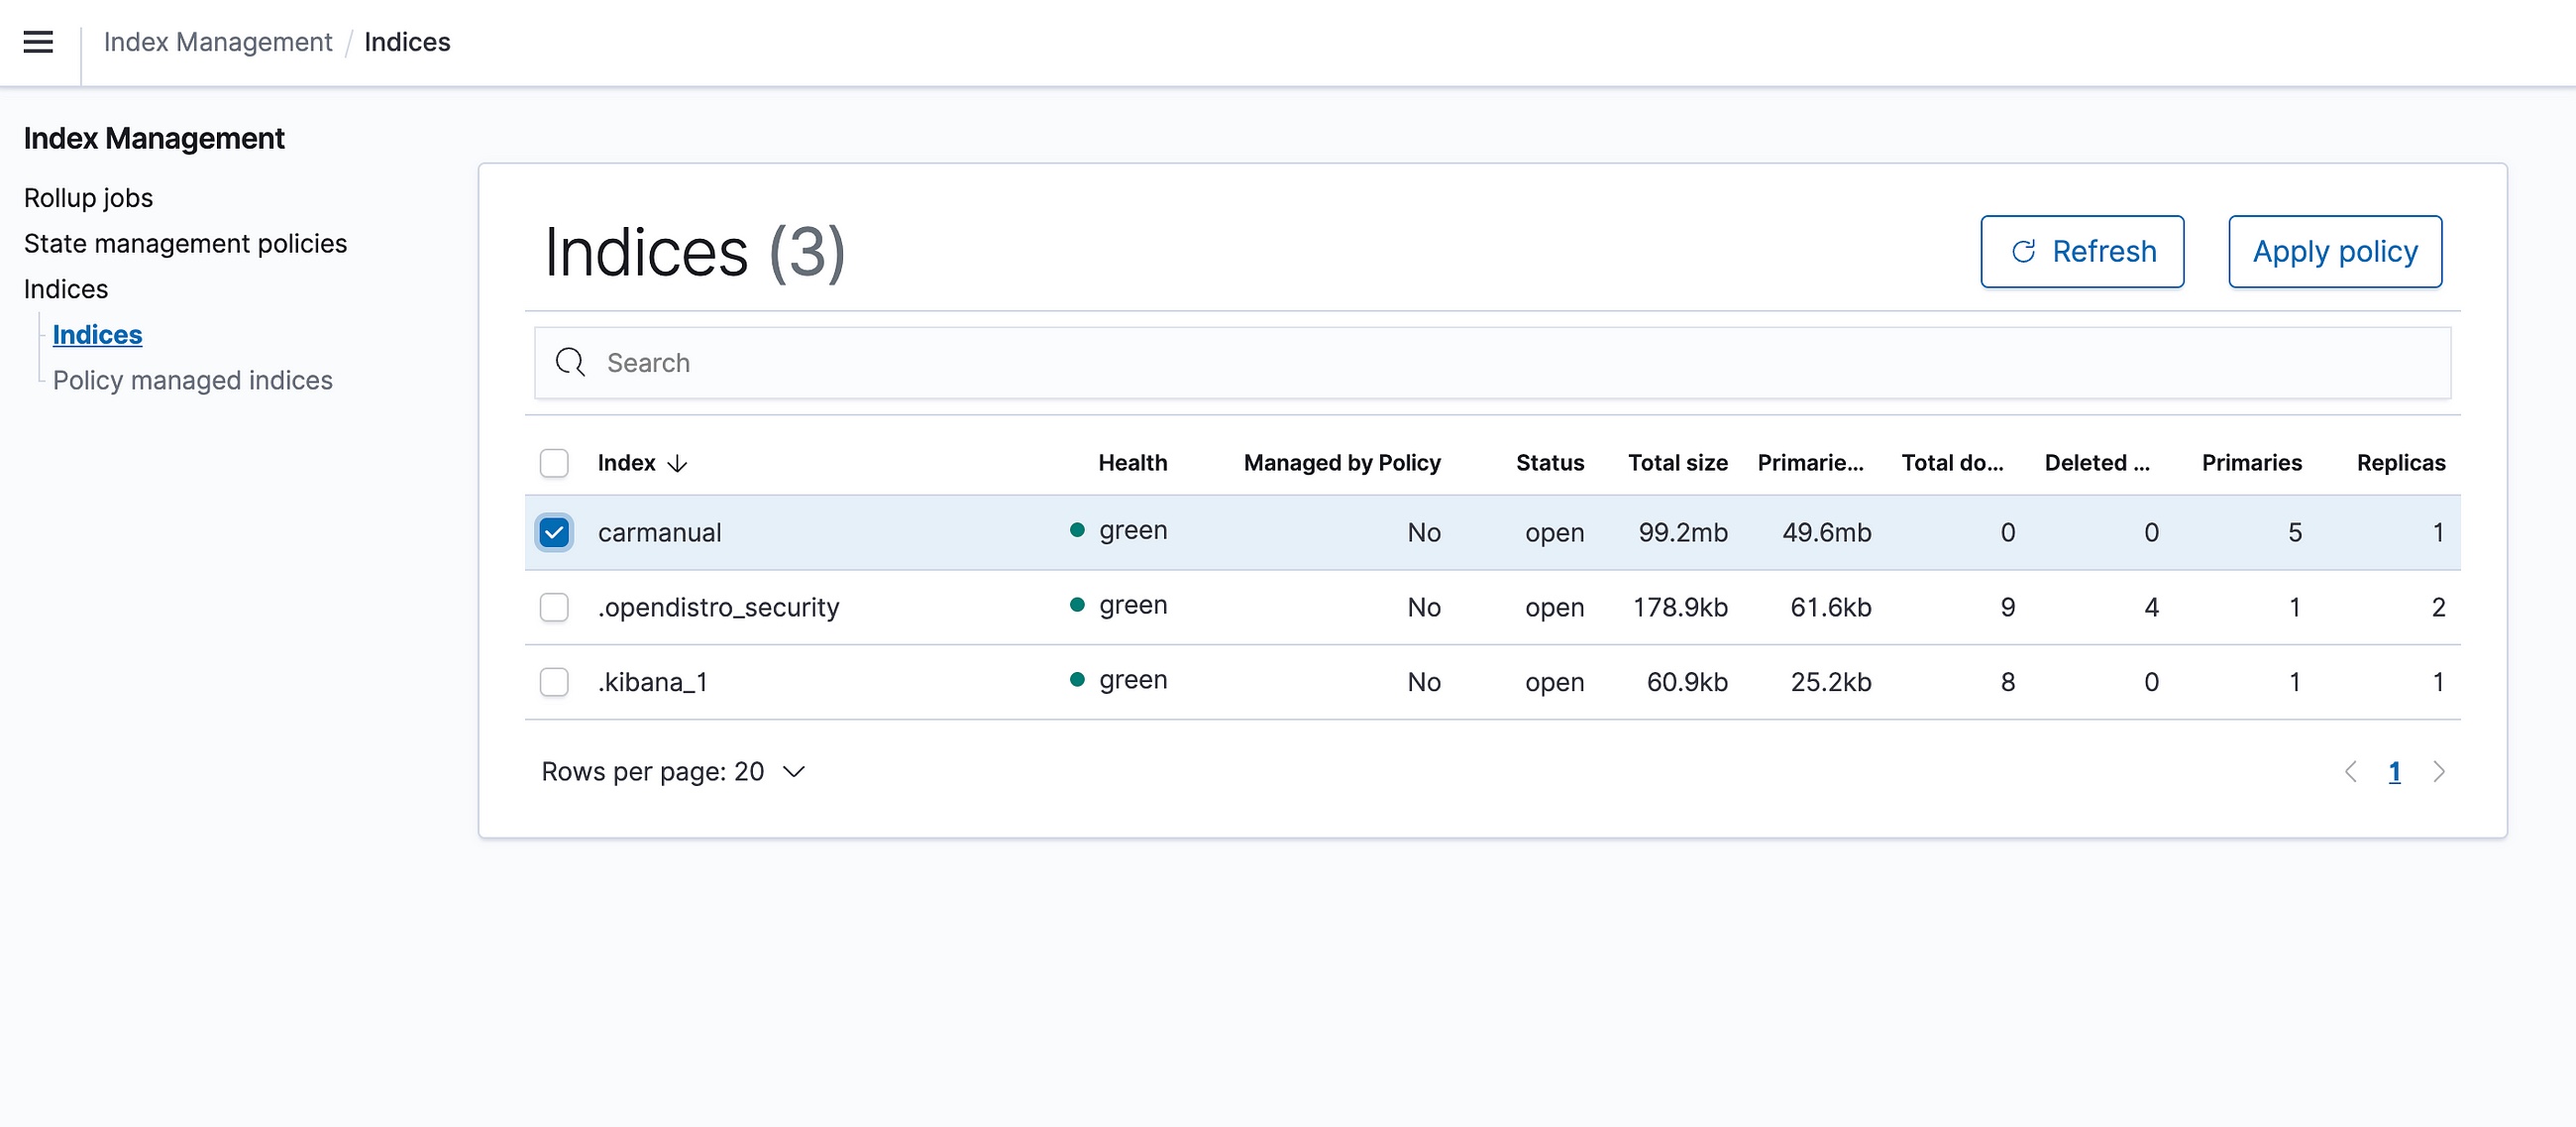 Index Management / Indices
Index Management
Rollup jobs
State management policies
Indices
Indices
Policy managed indices
Indices (3)
Refresh
Apply policy
Search
Index Health Managed by Policy Status Total size Primarie... Total do... Deleted ... Primaries Replicas
carmanual green No open 99.2mb 49.6mb 0 0 5 1
.opendistro_security green No open 178.9kb 61.6kb 9 4 1 2
.kibana_1 green No open 60.9kb 25.2kb 8 0 1 1
Rows per page: 20
1